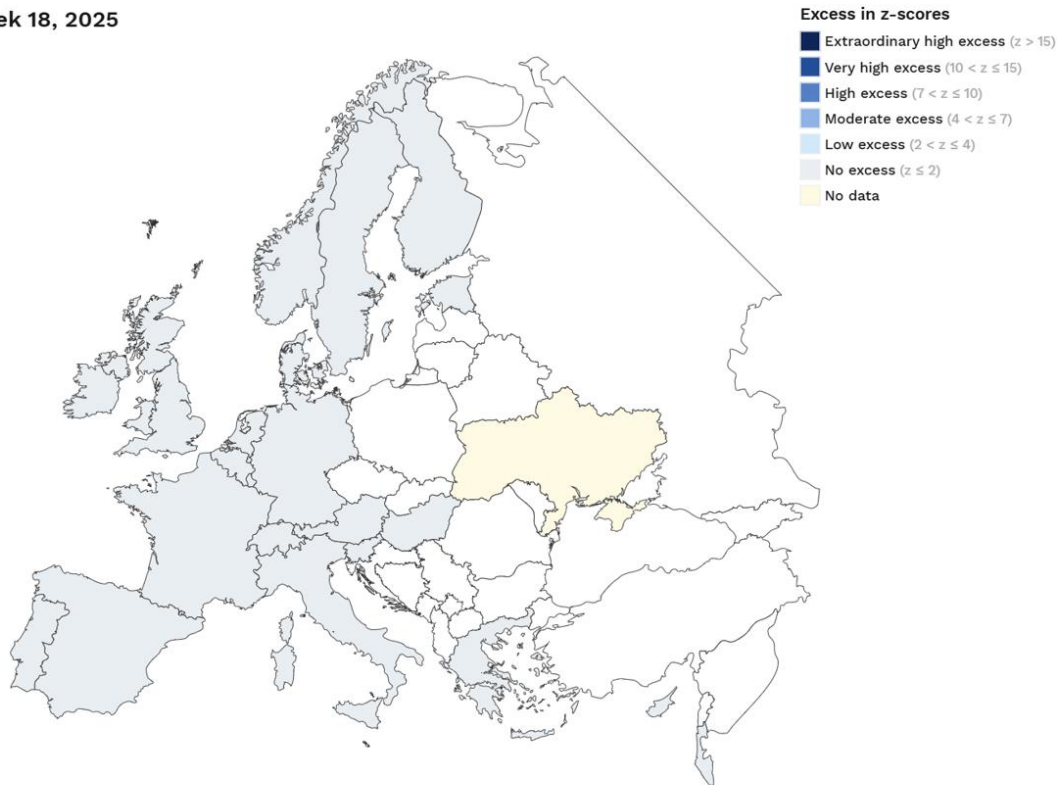 ek 18, 2025
Excess in z-scores
Extraordinary high excess (z > 15)
Very high excess (10 < z ≤ 15)
High excess (7 < z ≤ 10)
Moderate excess (4 < z ≤ 7)
Low excess (2 < z ≤ 4)
No excess (z ≤ 2)
No data